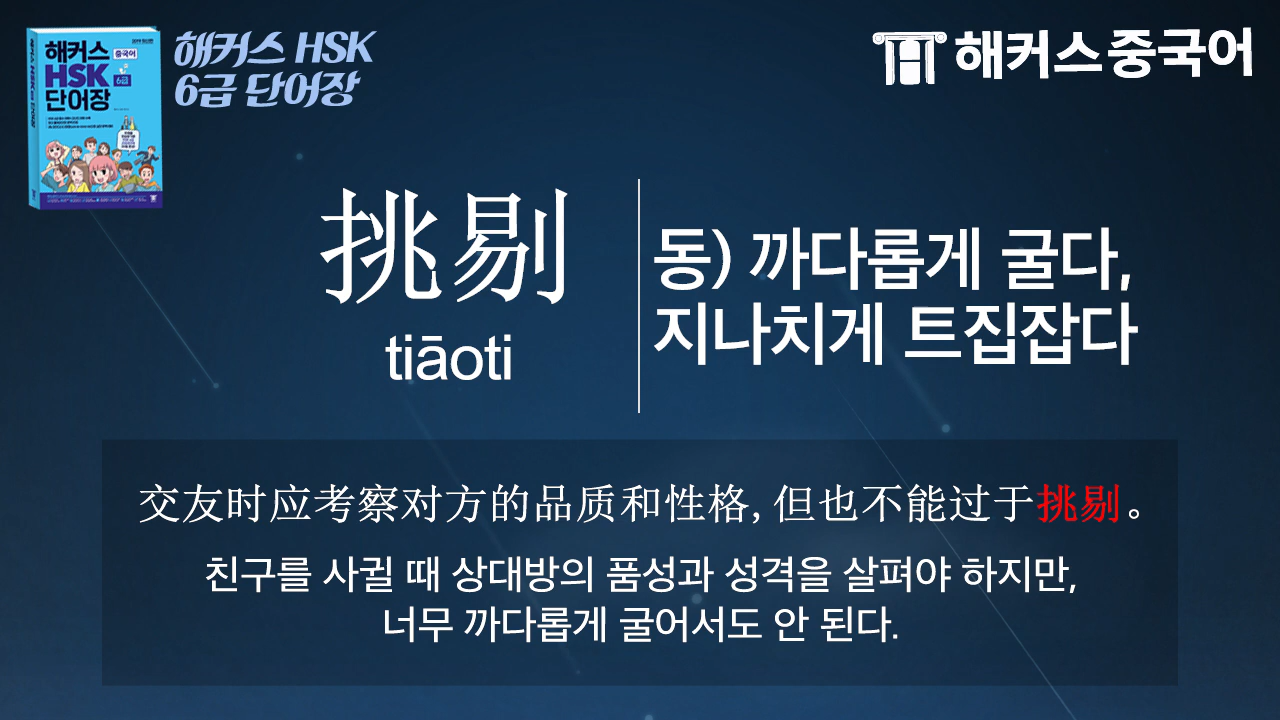 해커스
중국어
HSK
6급
단어장
해커스 HSK
6급 단어장
해커스중국어
挑剔
tiāoti
동) 까다롭게 굴다,
지나치게 트집잡다
交友时应考察对方的品质和性格, 但也不能过于挑剔。
친구를 사귈 때 상대방의 품성과 성격을 살펴야 하지만,
너무 까다롭게 굴어서도 안 된다.